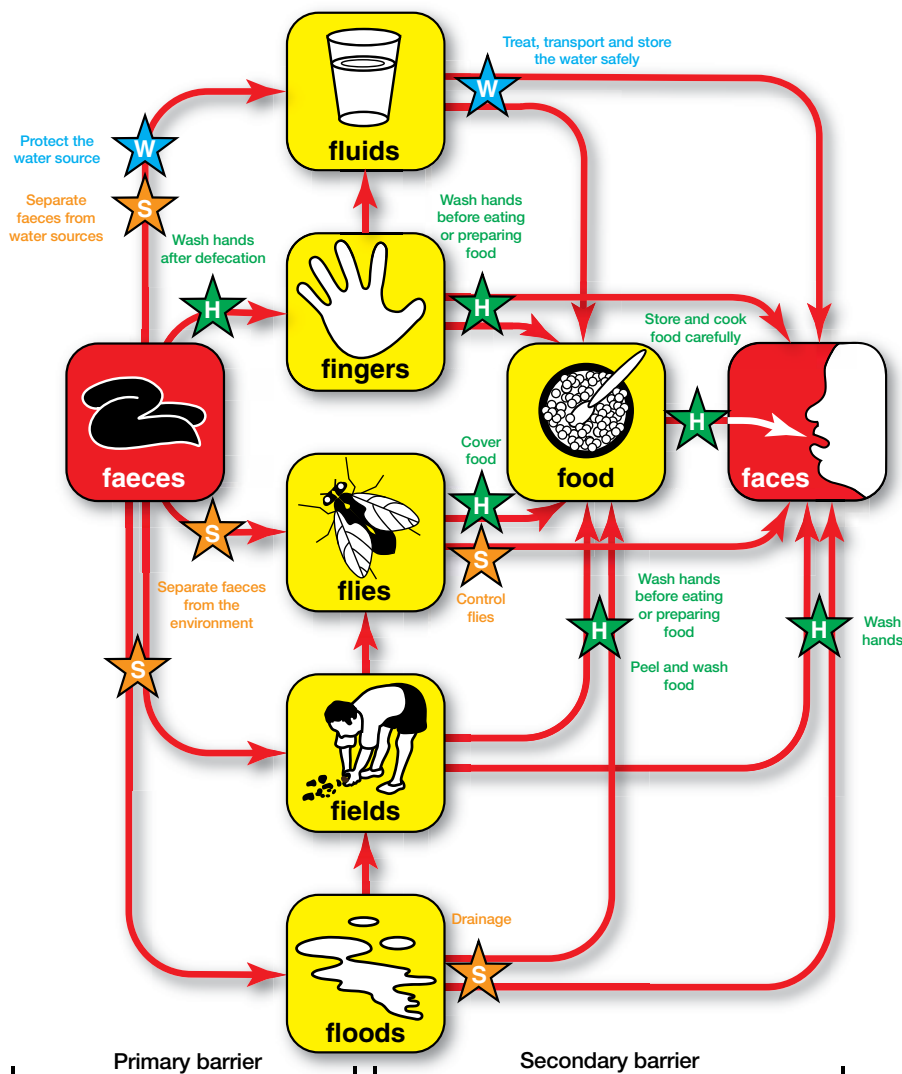 Treat, transport and store
the water safely
W
fluids
W
Protect the
water source
S
Separate
faeces from
water sources
Wash hands
after defecation
H
Wash hands
before eating
or preparing
food
H
fingers
Store and cook
food carefully
H
faeces
food
faces
Cover
food
H
S
Separate faeces
from the
environment
flies
S
Control
flies
Wash hands
before eating
or preparing
food
H
Peel and wash
food
H
Wash
hands
S
fields
Drainage
S
floods
Primary barrier
Secondary barrier